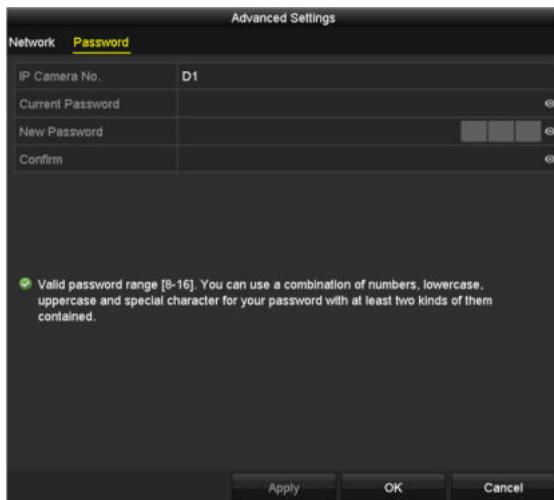 Advanced Settings
Network Password
IP Camera No. D1
Current Password
New Password
Confirm
Valid password range [8-16]. You can use a combination of numbers, lowercase,
uppercase and special character for your password with at least two kinds of them
contained.
Apply OK Cancel